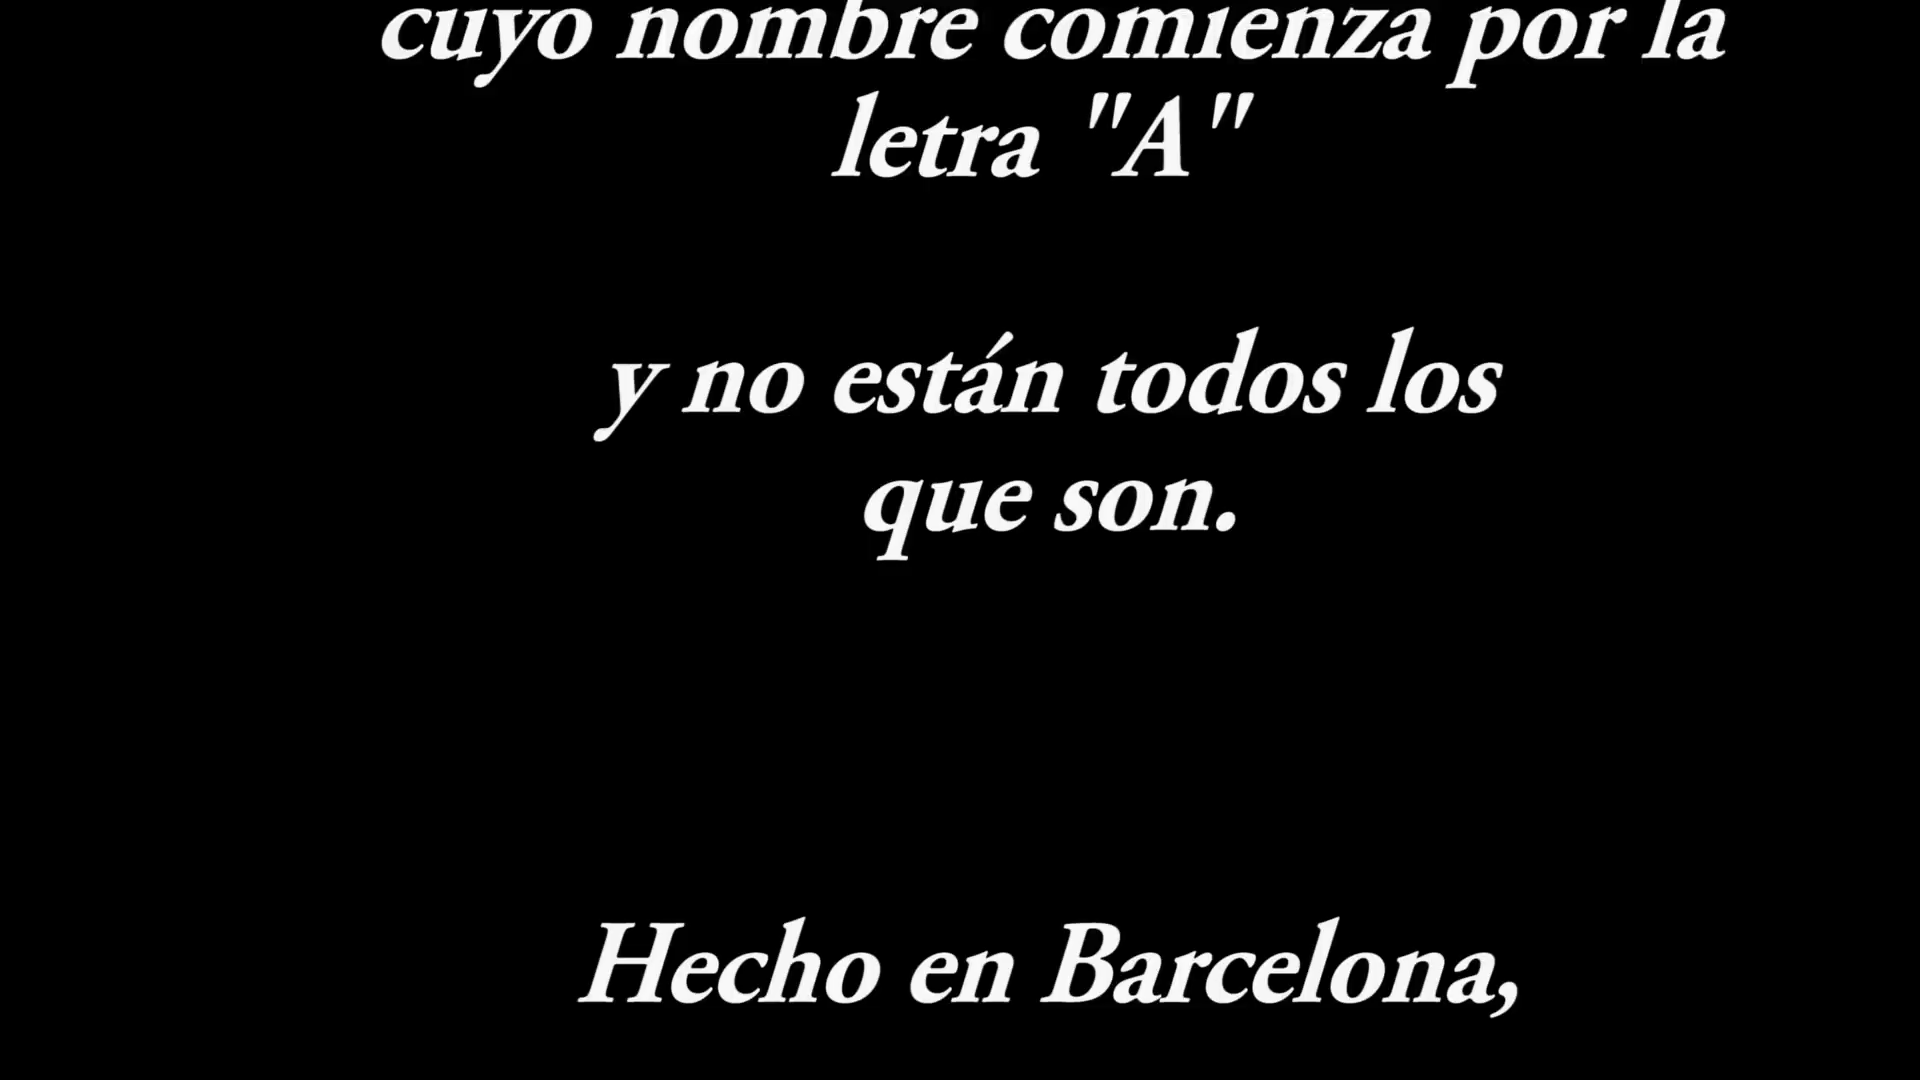 cuyo nombre comienza por la
letra "A"
y no están todos los
que son.
Hecho en Barcelona,